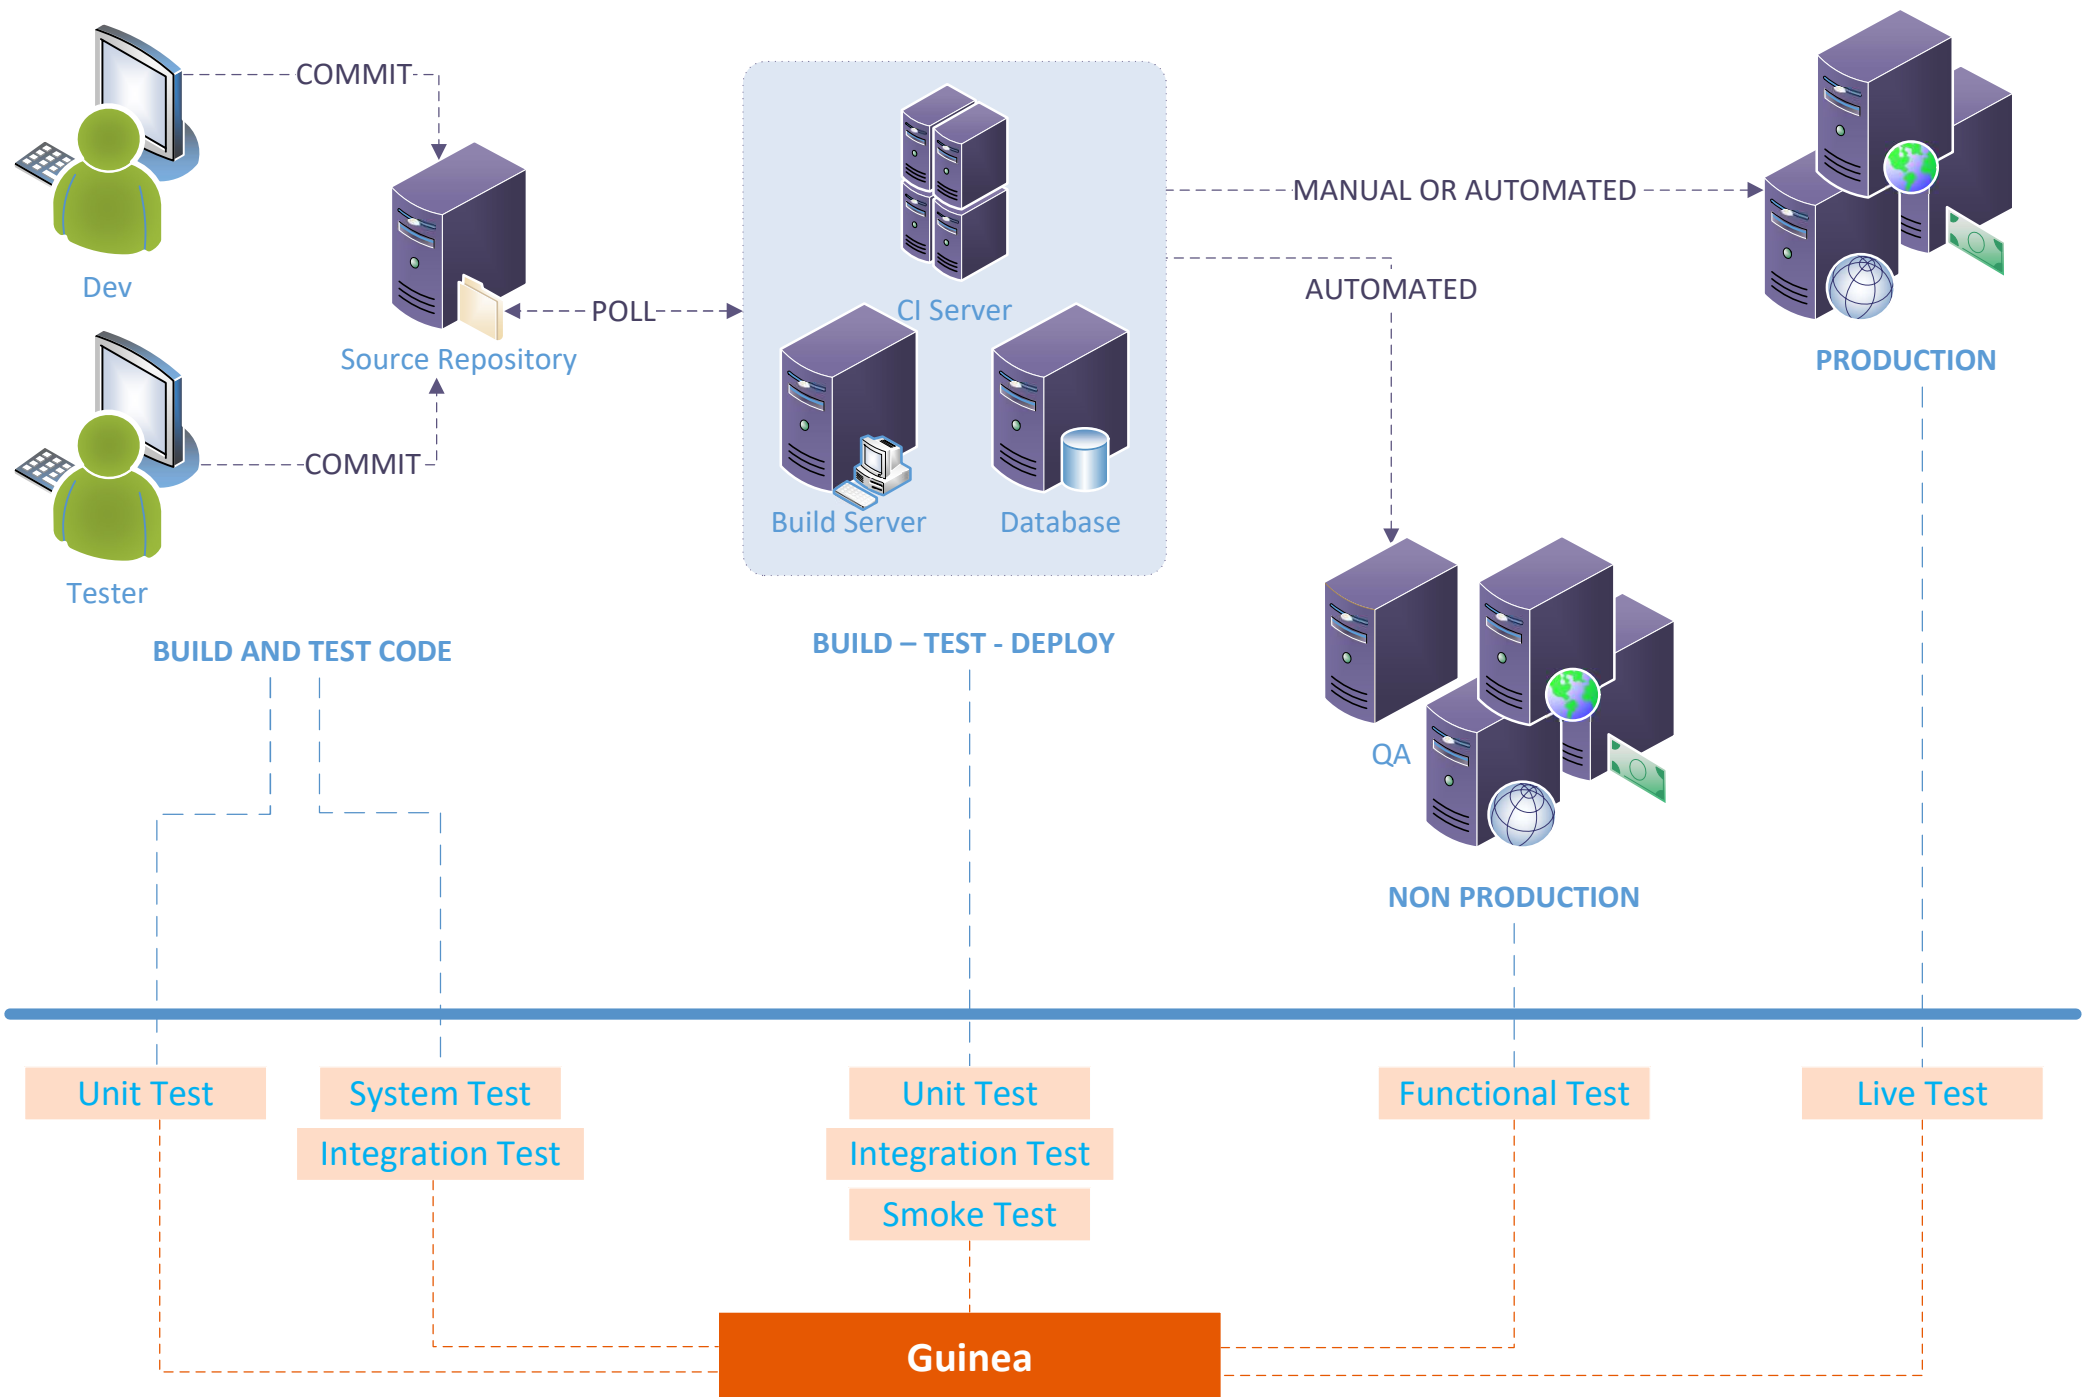 COMMIT
Dev
Source Repository
POLL
COMMIT
Tester
BUILD AND TEST CODE
CI Server
Build Server
Database
BUILD – TEST - DEPLOY
MANUAL OR AUTOMATED
AUTOMATED
PRODUCTION
QA
NON PRODUCTION
Unit Test
System Test
Integration Test
Unit Test
Integration Test
Smoke Test
Functional Test
Live Test
Guinea